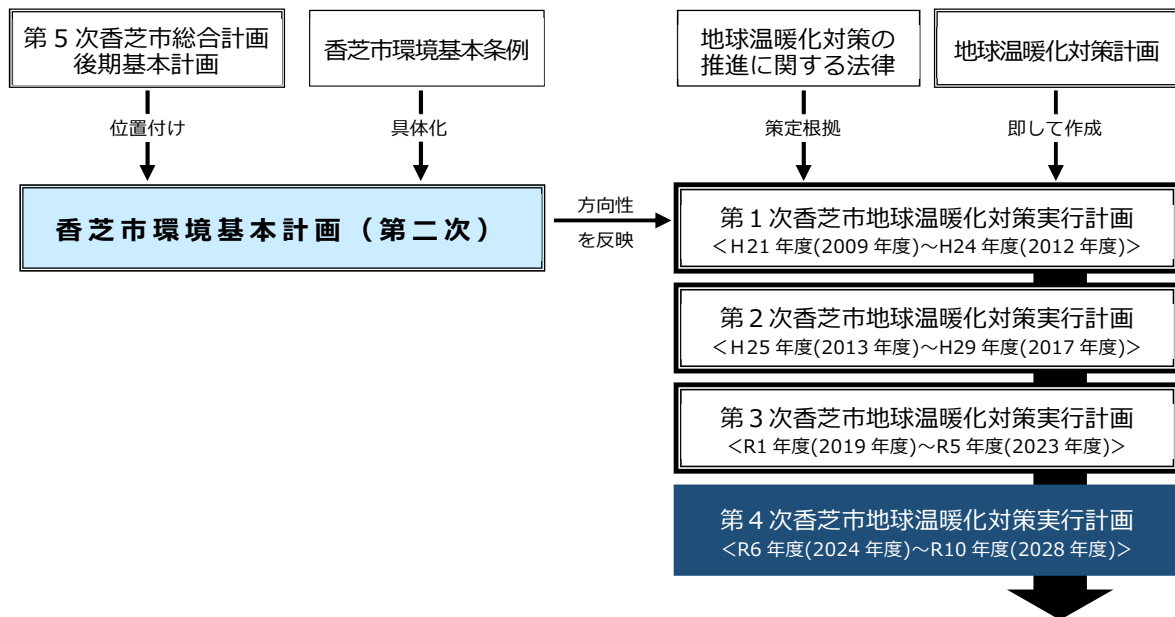 第５次香芝市総合計画
後期基本計画
香芝市環境基本条例
地球温暖化対策の
推進に関する法律
地球温暖化対策計画
位置付け
具体化
策定根拠
即して作成
香芝市環境基本計画（第二次）
方向性
を反映
第１次香芝市地球温暖化対策実行計画
＜H21 年度(2009 年度)～H24 年度(2012 年度)＞
第２次香芝市地球温暖化対策実行計画
＜H25 年度(2013 年度)～H29 年度(2017 年度)＞
第３次香芝市地球温暖化対策実行計画
＜R1 年度(2019 年度)～R5 年度(2023 年度)＞
第４次香芝市地球温暖化対策実行計画
＜R6 年度(2024 年度)～R10 年度(2028 年度)＞